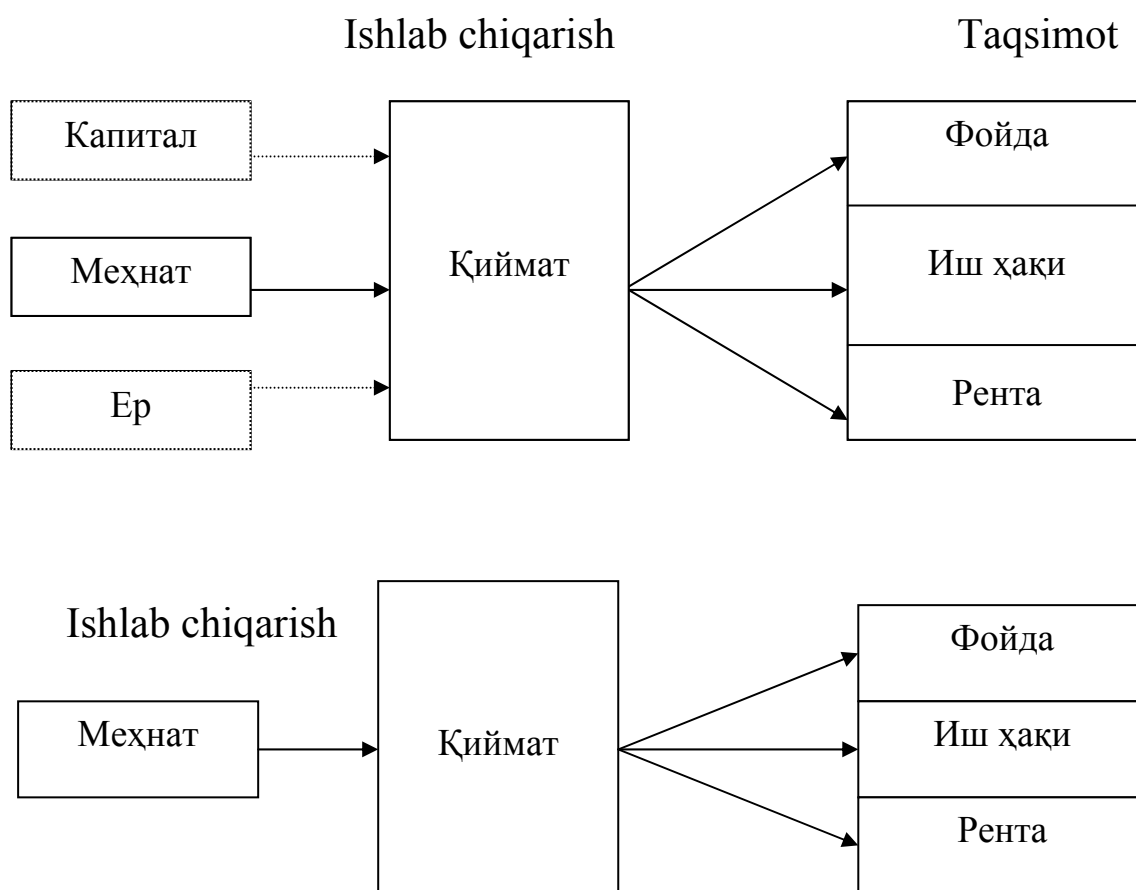 Ishlab chiqarish
Taqsimot
Капитал
Фойда
Меҳнат
Қиймат
Иш ҳақи
Ер
Рента
Ishlab chiqarish
Фойда
Меҳнат
Қиймат
Иш ҳақи
Рента